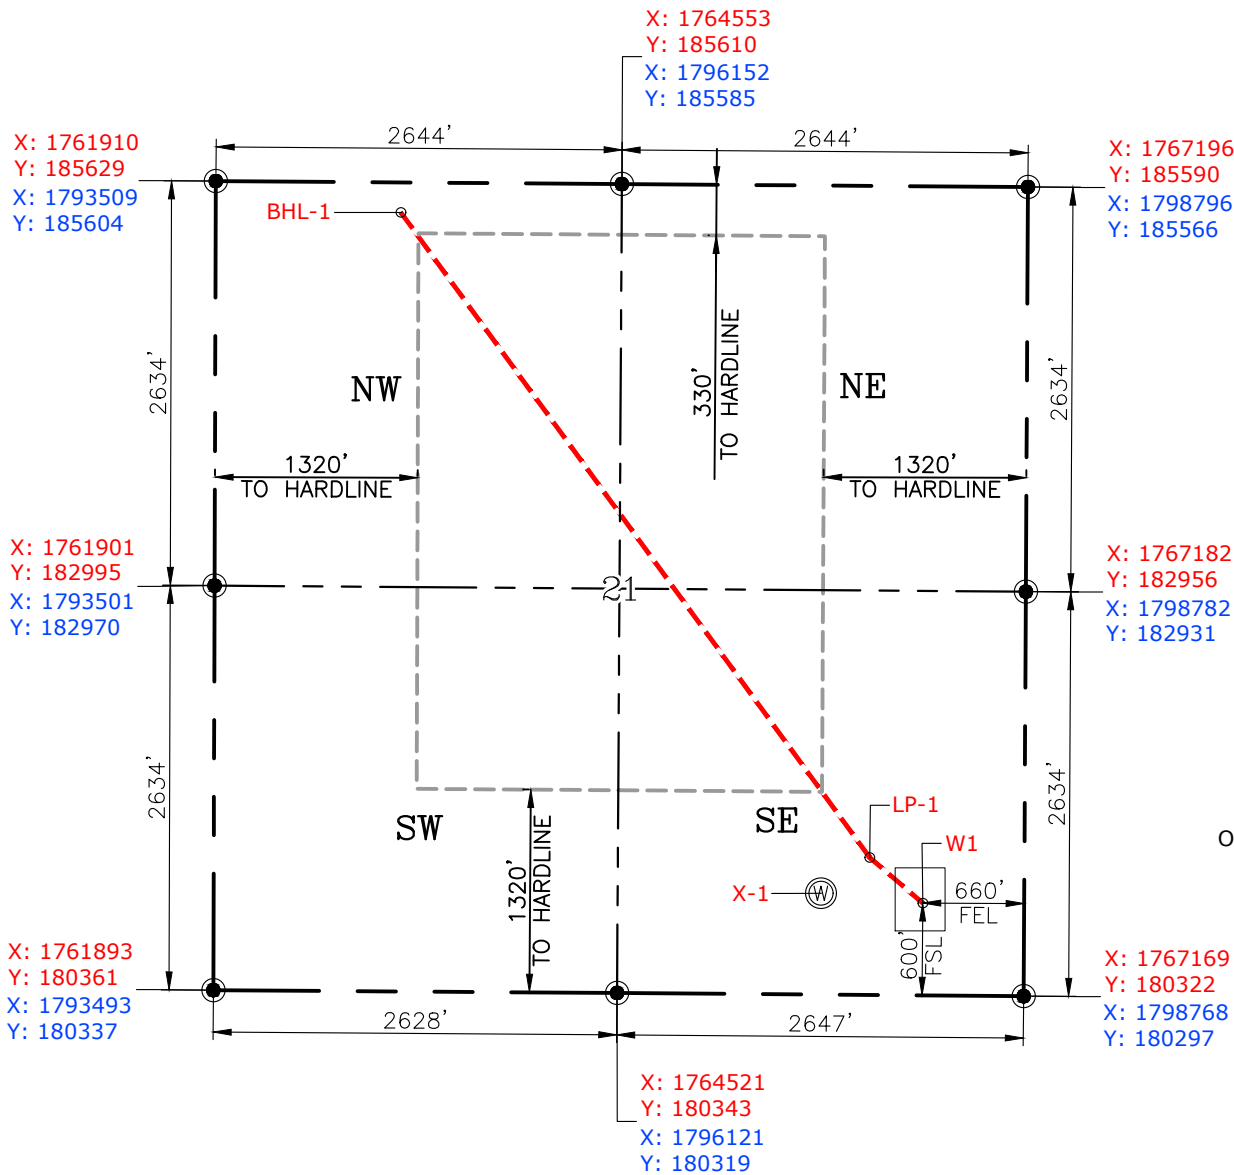 X: 1764553
Y: 185610
X: 1796152
Y: 185585
2644'
2644'
X: 1761910
Y: 185629
X: 1793509
Y: 185604
X: 1767196
Y: 185590
X: 1798796
Y: 185566
BHL-1
330'
TO HARDLINE
2634'
2634'
NW
NE
1320'
TO HARDLINE
1320'
TO HARDLINE
X: 1761901
Y: 182995
X: 1793501
Y: 182970
X: 1767182
Y: 182956
X: 1798782
Y: 182931
21
2634'
2634'
SW
SE
LP-1
W1
O
X-1
W
660'
FEL
600'
FSL
1320'
TO HARDLINE
X: 1761893
Y: 180361
X: 1793493
Y: 180337
X: 1767169
Y: 180322
X: 1798768
Y: 180297
2628'
2647'
X: 1764521
Y: 180343
X: 1796121
Y: 180319